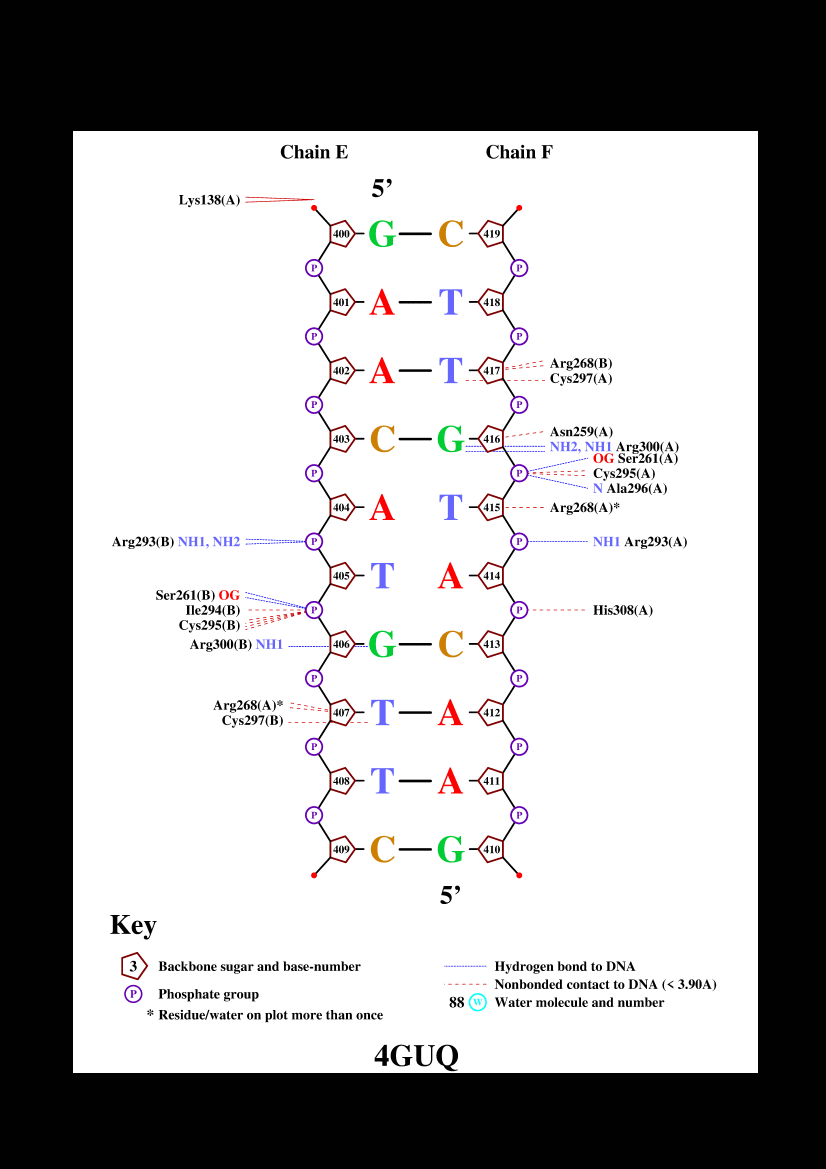 Chain E Chain F
5’
Lys138(A)
400 G C 419
P P
401 A T 418
P P
Arg268(B)
402 A T 417
Cys297(A)
P P
Asn259(A)
403 C G 416
NH2, NH1 Arg300(A)
OG Ser261(A)
P P Cys295(A)
N Ala296(A)
404 A T 415 Arg268(A)*
Arg293(B) NH1, NH2 P P NH1 Arg293(A)
405 T A 414
Ser261(B) OG
Ile294(B) P P His308(A)
Cys295(B)
Arg300(B) NH1 406 G C 413
P P
Arg268(A)*
407 T A 412
Cys297(B)
P P
408 T A 411
P P
409 C G 410
5’
Key
3 Backbone sugar and base-number
P Phosphate group
* Residue/water on plot more than once
Hydrogen bond to DNA
Nonbonded contact to DNA (< 3.90A)
88 W Water molecule and number
4GUQ